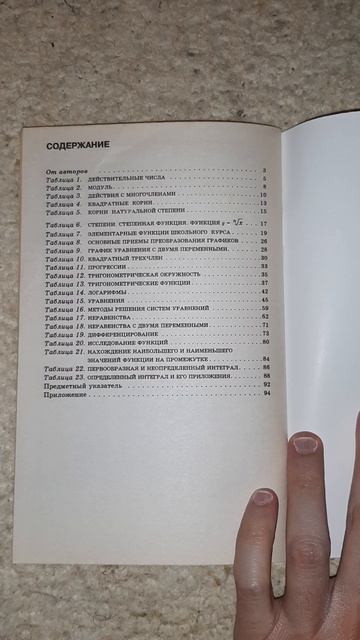 СОДЕРЖАНИЕ
От авторов 3
Таблица 1. ДЕЙСТВИТЕЛЬНЫЕ ЧИСЛА 6
Таблица 2. МОДУЛЬ 8
Таблица 3. ДЕЙСТВИЯ С МНОГОЧЛЕНАМИ 10
Таблица 4. КВАДРАТНЫЕ КОРНИ 13
Таблица 5. КОРНИ НАТУРАЛЬНОЙ СТЕПЕНИ 15
Таблица 6. СТЕПЕНИ. СТЕПЕННАЯ ФУНКЦИЯ. ФУНКЦИЯ y = ⁿ√x 17
Таблица 7. ЭЛЕМЕНТАРНЫЕ ФУНКЦИИ ШКОЛЬНОГО КУРСА 19
Таблица 8. ОСНОВНЫЕ ПРИЕМЫ ПРЕОБРАЗОВАНИЯ ГРАФИКОВ 26
Таблица 9. ГРАФИК УРАВНЕНИЯ С ДВУМЯ ПЕРЕМЕННЫМИ 28
Таблица 10. КВАДРАТНЫЙ ТРЕХЧЛЕН 30
Таблица 11. ПРОГРЕССИИ 33
Таблица 12. ТРИГОНОМЕТРИЧЕСКАЯ ОКРУЖНОСТЬ 35
Таблица 13. ТРИГОНОМЕТРИЧЕСКИЕ ФУНКЦИИ 37
Таблица 14. ЛОГАРИФМЫ 42
Таблица 15. УРАВНЕНИЯ 45
Таблица 16. МЕТОДЫ РЕШЕНИЯ СИСТЕМ УРАВНЕНИЙ 59
Таблица 17. НЕРАВЕНСТВА 62
Таблица 18. НЕРАВЕНСТВА С ДВУМЯ ПЕРЕМЕННЫМИ 71
Таблица 19. ДИФФЕРЕНЦИРОВАНИЕ 73
Таблица 20. ИССЛЕДОВАНИЕ ФУНКЦИЙ 80
Таблица 21. НАХОЖДЕНИЕ НАИБОЛЬШЕГО И НАИМЕНЬШЕГО
ЗНАЧЕНИЙ ФУНКЦИИ НА ПРОМЕЖУТКЕ 84
Таблица 22. ПЕРВООБРАЗНАЯ И НЕОПРЕДЕЛЕННЫЙ ИНТЕГРАЛ 86
Таблица 23. ОПРЕДЕЛЕННЫЙ ИНТЕГРАЛ И ЕГО ПРИЛОЖЕНИЯ 88
Предметный указатель 92
Приложение 94